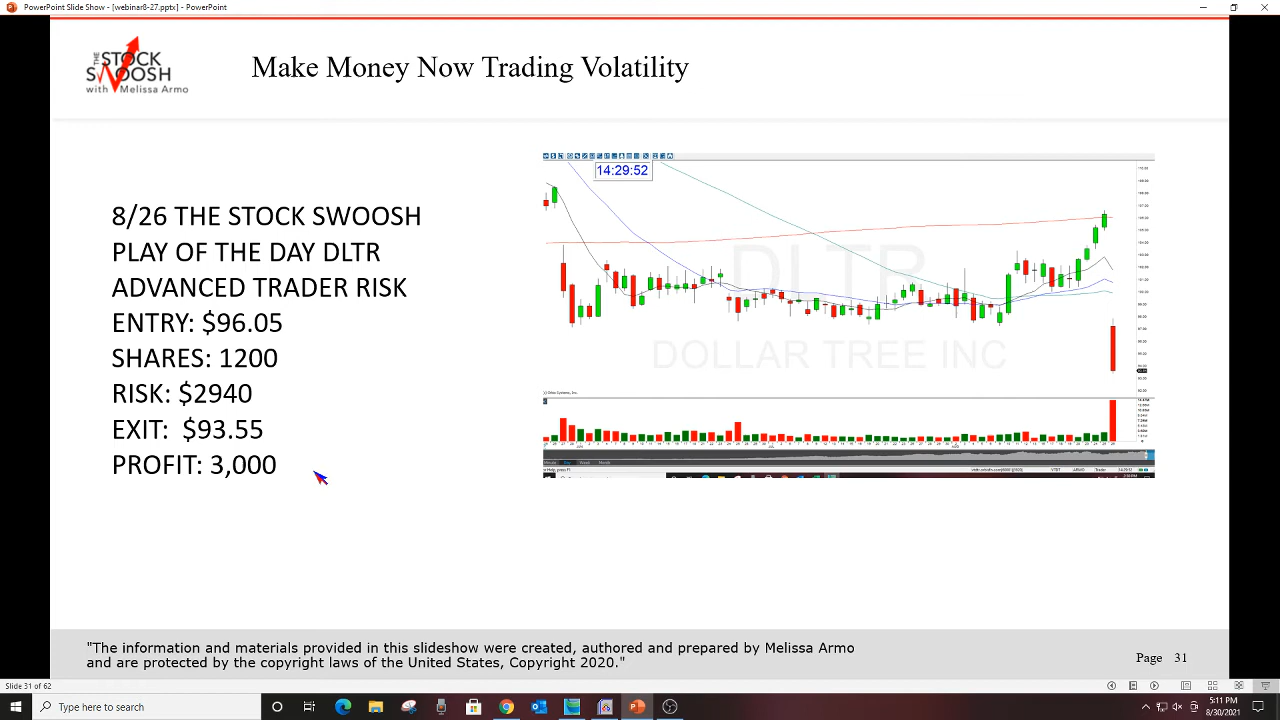 PowerPoint Slide Show - [webinar8-27.pptx] - PowerPoint
THE
STOCK
SWOOSH
with Melissa Armo
Make Money Now Trading Volatility
8/26 THE STOCK SWOOSH
PLAY OF THE DAY DLTR
ADVANCED TRADER RISK
ENTRY: $96.05
SHARES: 1200
RISK: $2940
EXIT:  $93.55
PROFIT: 3,000
14:29:52
DLTR
DOLLAR TREE INC
"The information and materials provided in this slideshow were created, authored and prepared by Melissa Armo
and are protected by the copyright laws of the United States, Copyright 2020."
Page 31
Slide 31 of 62
Type here to search
5:11 PM
8/30/2021